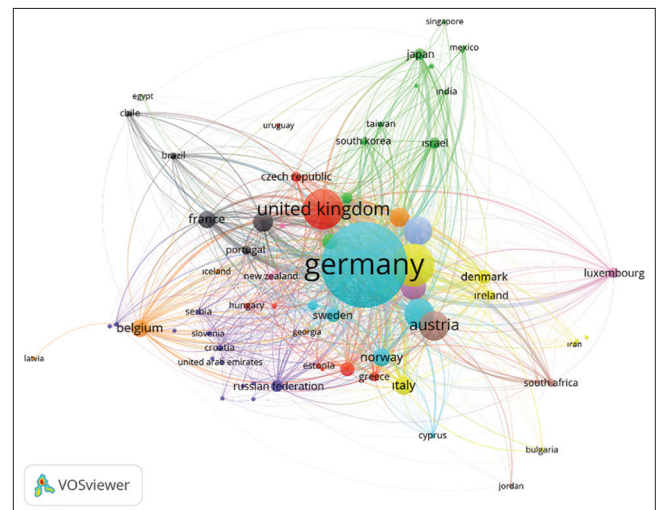 singapore
mexico
japan
india
egypt
chile
taiwan
uruguay
south korea
israel
brazil
czech republic
united kingdom
france
portugal
germany
iceland
new zealand
denmark
luxembourg
ireland
hungary
serbia
sweden
belgium
austria
slovenia
georgia
croatia
iran
latvia
united arab emirates
norway
estonia
greece
russian federation
italy
south africa
cyprus
bulgaria
jordan
VOSviewer